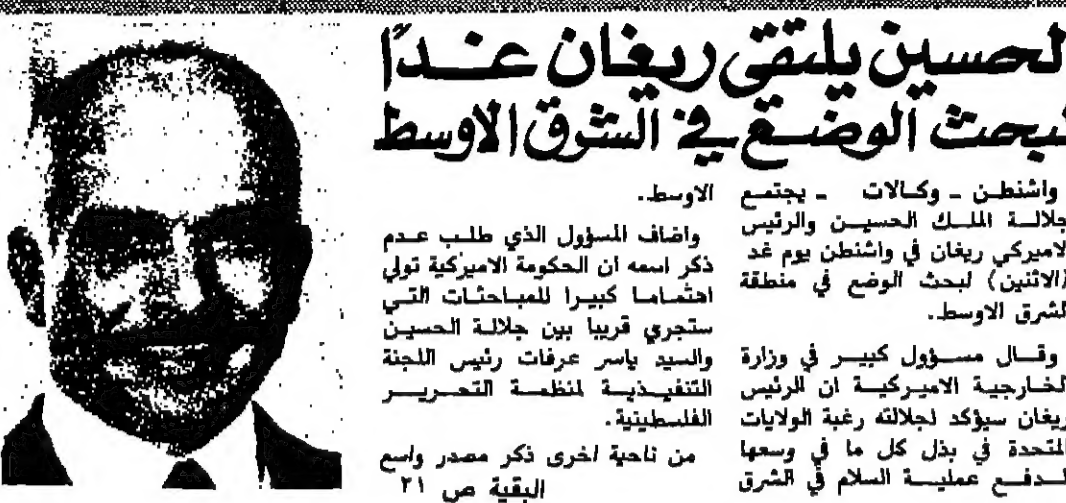 لحسين يلتقي ريغان غدًا
لبحث الوضع في الشرق الاوسط
واشنطن - وكالات - يجتمع
جلالة الملك الحسين والرئيس
الاميركي ريغان في واشنطن يوم غد
(الاثنين) لبحث الوضع في منطقة
الشرق الاوسط.
وقال مسؤول كبير في وزارة
الخارجية الاميركية ان الرئيس
ريغان سيؤكد لجلالته رغبة الولايات
المتحدة في بذل كل ما في وسعها
لدفع عملية السلام في الشرق
الاوسط..
واضاف المسؤول الذي طلب عدم
ذكر اسمه ان الحكومة الاميركية تولي
اهتماما كبيرا للمباحثات التي
ستجري قريبا بين جلالة الحسين
والسيد ياسر عرفات رئيس اللجنة
التنفيذية لمنظمة التحرير
الفلسطينية.
من ناحية اخرى ذكر مصدر واسع
البقية ص ٢١